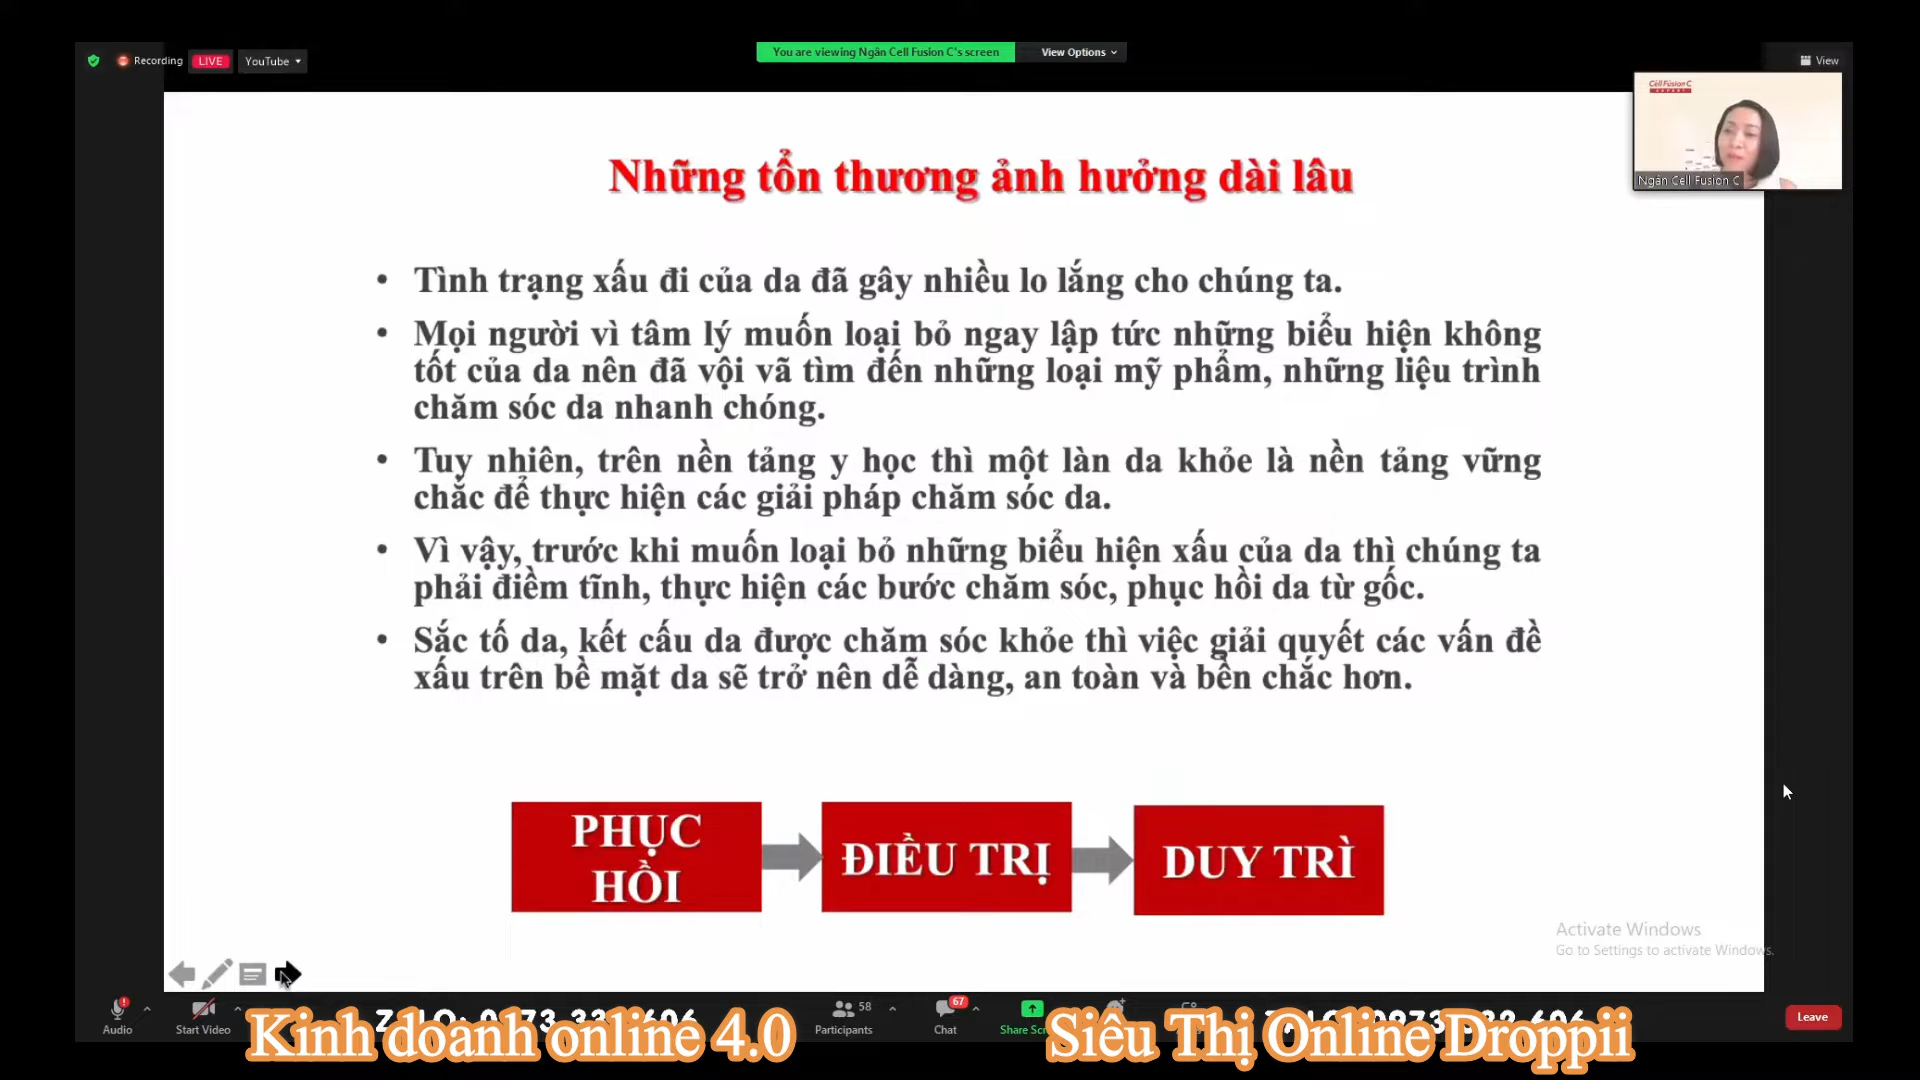 You are viewing Ngân Cell Fusion C's screen
View Options
Recording
LIVE
YouTube
View
Cell Fusion C
Ngân Cell Fusion C
Những tổn thương ảnh hưởng dài lâu
• Tình trạng xấu đi của da đã gây nhiều lo lắng cho chúng ta.
• Mọi người vì tâm lý muốn loại bỏ ngay lập tức những biểu hiện không
tốt của da nên đã vội vã tìm đến những loại mỹ phẩm, những liệu trình
chăm sóc da nhanh chóng.
• Tuy nhiên, trên nền tảng y học thì một làn da khỏe là nền tảng vững
chắc để thực hiện các giải pháp chăm sóc da.
• Vì vậy, trước khi muốn loại bỏ những biểu hiện xấu của da thì chúng ta
phải điềm tĩnh, thực hiện các bước chăm sóc, phục hồi da từ gốc.
• Sắc tố da, kết cấu da được chăm sóc khỏe thì việc giải quyết các vấn đề
xấu trên bề mặt da sẽ trở nên dễ dàng, an toàn và bền chắc hơn.
PHỤC
HỒI
ĐIỀU TRỊ
DUY TRÌ
Activate Windows
Go to Settings to activate Windows.
Audio
Start Video
58
Participants
67
Chat
Leave
Kinh doanh online 4.0
Siêu Thị Online Droppii